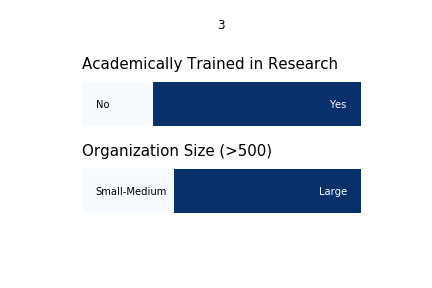 3
Academically Trained in Research
No Yes
Organization Size (>500)
Small-Medium Large